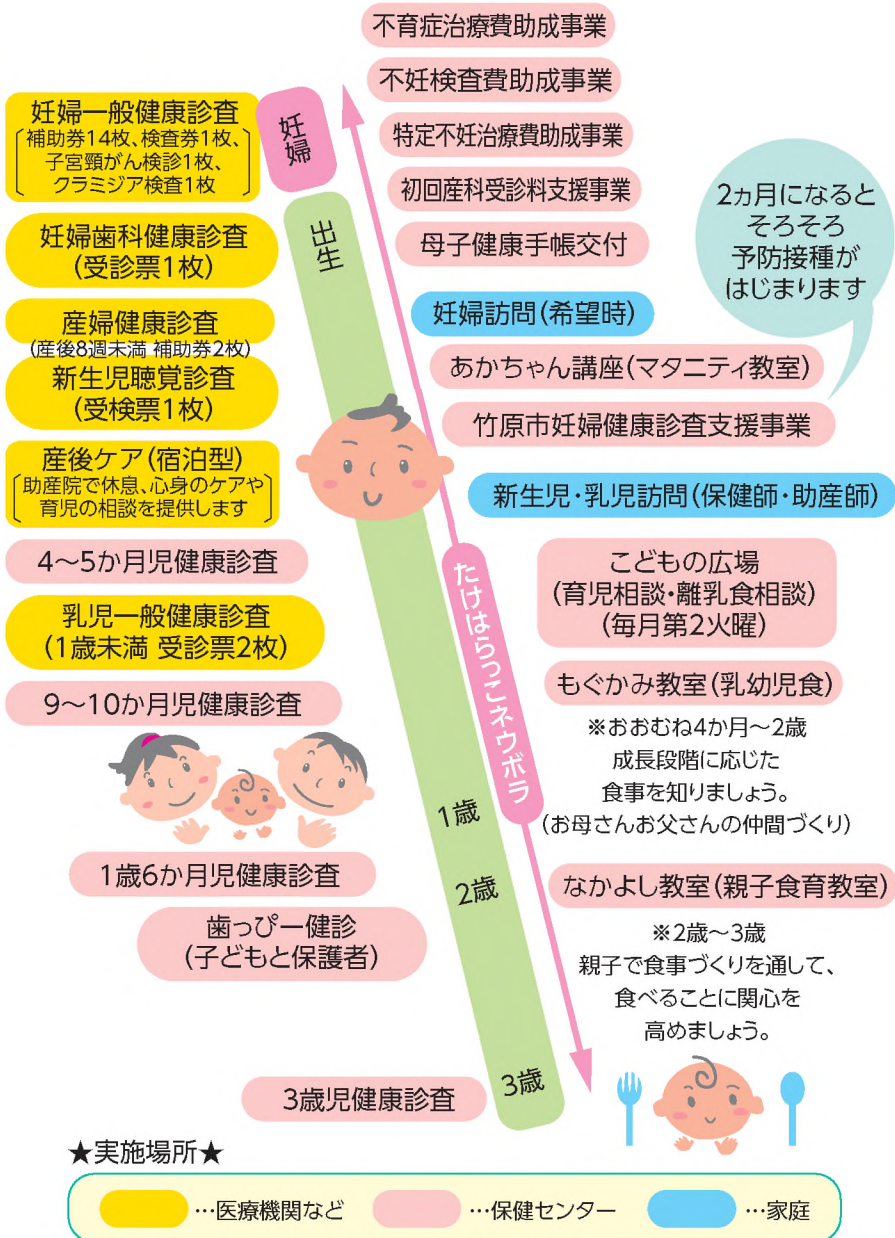 不育症治療費助成事業
不妊検査費助成事業
特定不妊治療費助成事業
初回産科受診料支援事業
母子健康手帳交付
妊婦訪問(希望時)
あかちゃん講座(マタニティ教室)
竹原市妊婦健康診査支援事業
新生児・乳児訪問(保健師・助産師)
2ヵ月になると
そろそろ
予防接種が
はじまります
妊婦一般健康診査
補助券14枚、検査券1枚、
子宮頸がん検診1枚、
クラミジア検査1枚
妊婦歯科健康診査
(受診票1枚)
産婦健康診査
(産後8週未満 補助券2枚)
新生児聴覚診査
(受検票1枚)
産後ケア(宿泊型)
助産院で休息、心身のケアや
育児の相談を提供します
4〜5か月児健康診査
乳児一般健康診査
(1歳未満 受診票2枚)
9〜10か月児健康診査
1歳6か月児健康診査
歯っぴー健診
(子どもと保護者)
3歳児健康診査
妊婦
出生
1歳
2歳
3歳
たけはらっこネウボラ
こどもの広場
(育児相談・離乳食相談)
(毎月第2火曜)
もぐかみ教室(乳幼児食)
※おおむね4か月〜2歳
成長段階に応じた
食事を知りましょう。
(お母さんお父さんの仲間づくり)
なかよし教室(親子食育教室)
※2歳〜3歳
親子で食事づくりを通して、
食べることに関心を
高めましょう。
★実施場所★
…医療機関など
…保健センター
…家庭